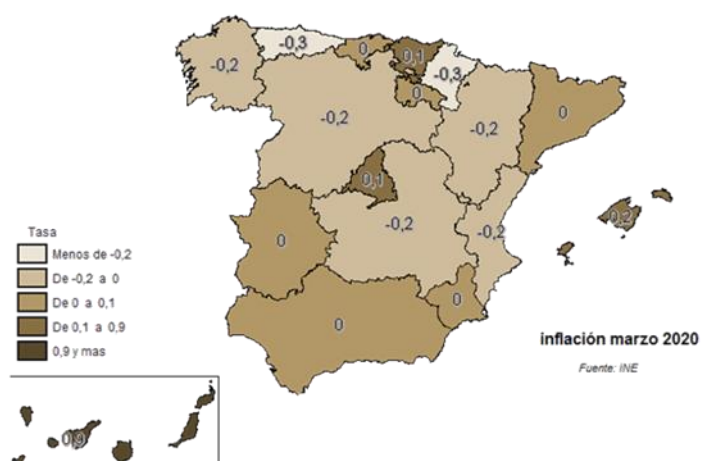 -0,3
0
0,1
-0,2
-0,3
0
0
-0,2
-0,2
0,1
0,2
-0,2
-0,2
0
0
0
Tasa
Menos de -0,2
De -0,2 a 0
De 0 a 0,1
De 0,1 a 0,9
0,9 y mas
inflación marzo 2020
Fuente: INE
0,9